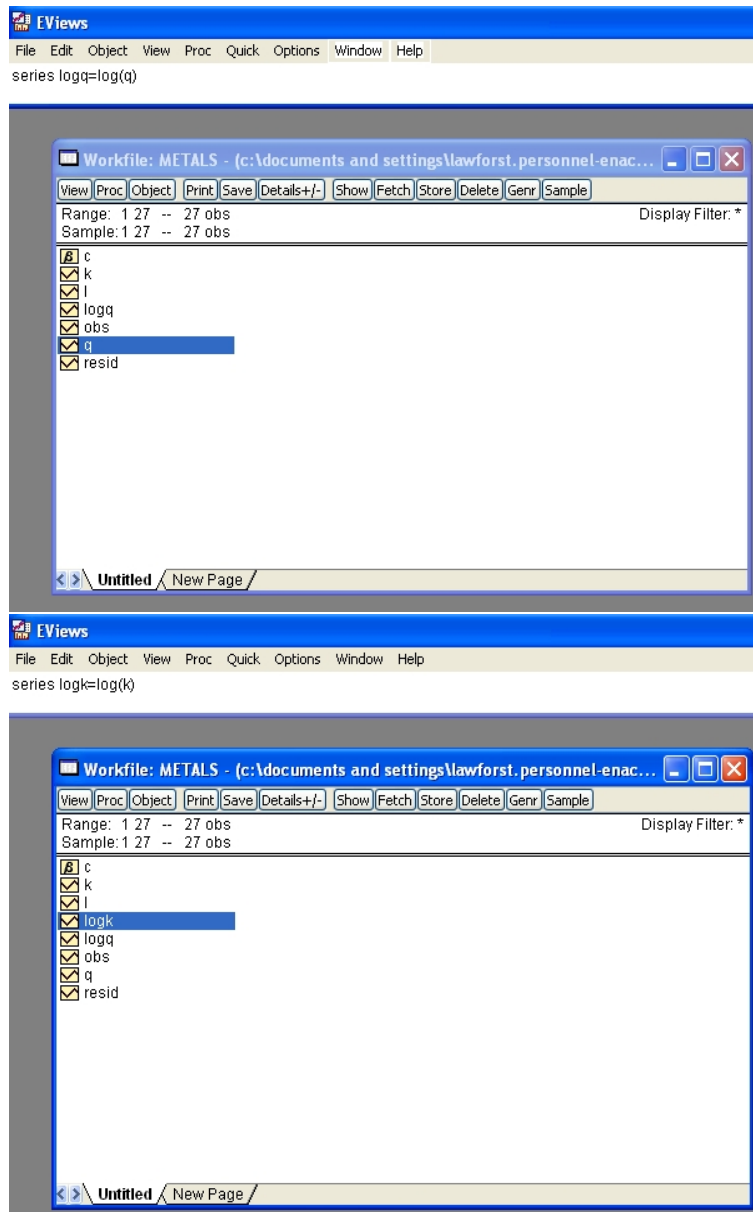 EViews
File Edit Object View Proc Quick Options Window Help
series logq=log(q)
Workfile: METALS - (c:\documents and settings\lawforst.personnel-enac...
View Proc Object Print Save Details+/- Show Fetch Store Delete Genr Sample
Range: 1 27 -- 27 obs Display Filter: *
Sample: 1 27 -- 27 obs
β c
k
l
logq
obs
q
resid
Untitled New Page
EViews
File Edit Object View Proc Quick Options Window Help
series logk=log(k)
Workfile: METALS - (c:\documents and settings\lawforst.personnel-enac...
View Proc Object Print Save Details+/- Show Fetch Store Delete Genr Sample
Range: 1 27 -- 27 obs Display Filter: *
Sample: 1 27 -- 27 obs
β c
k
l
logk
logq
obs
q
resid
Untitled New Page